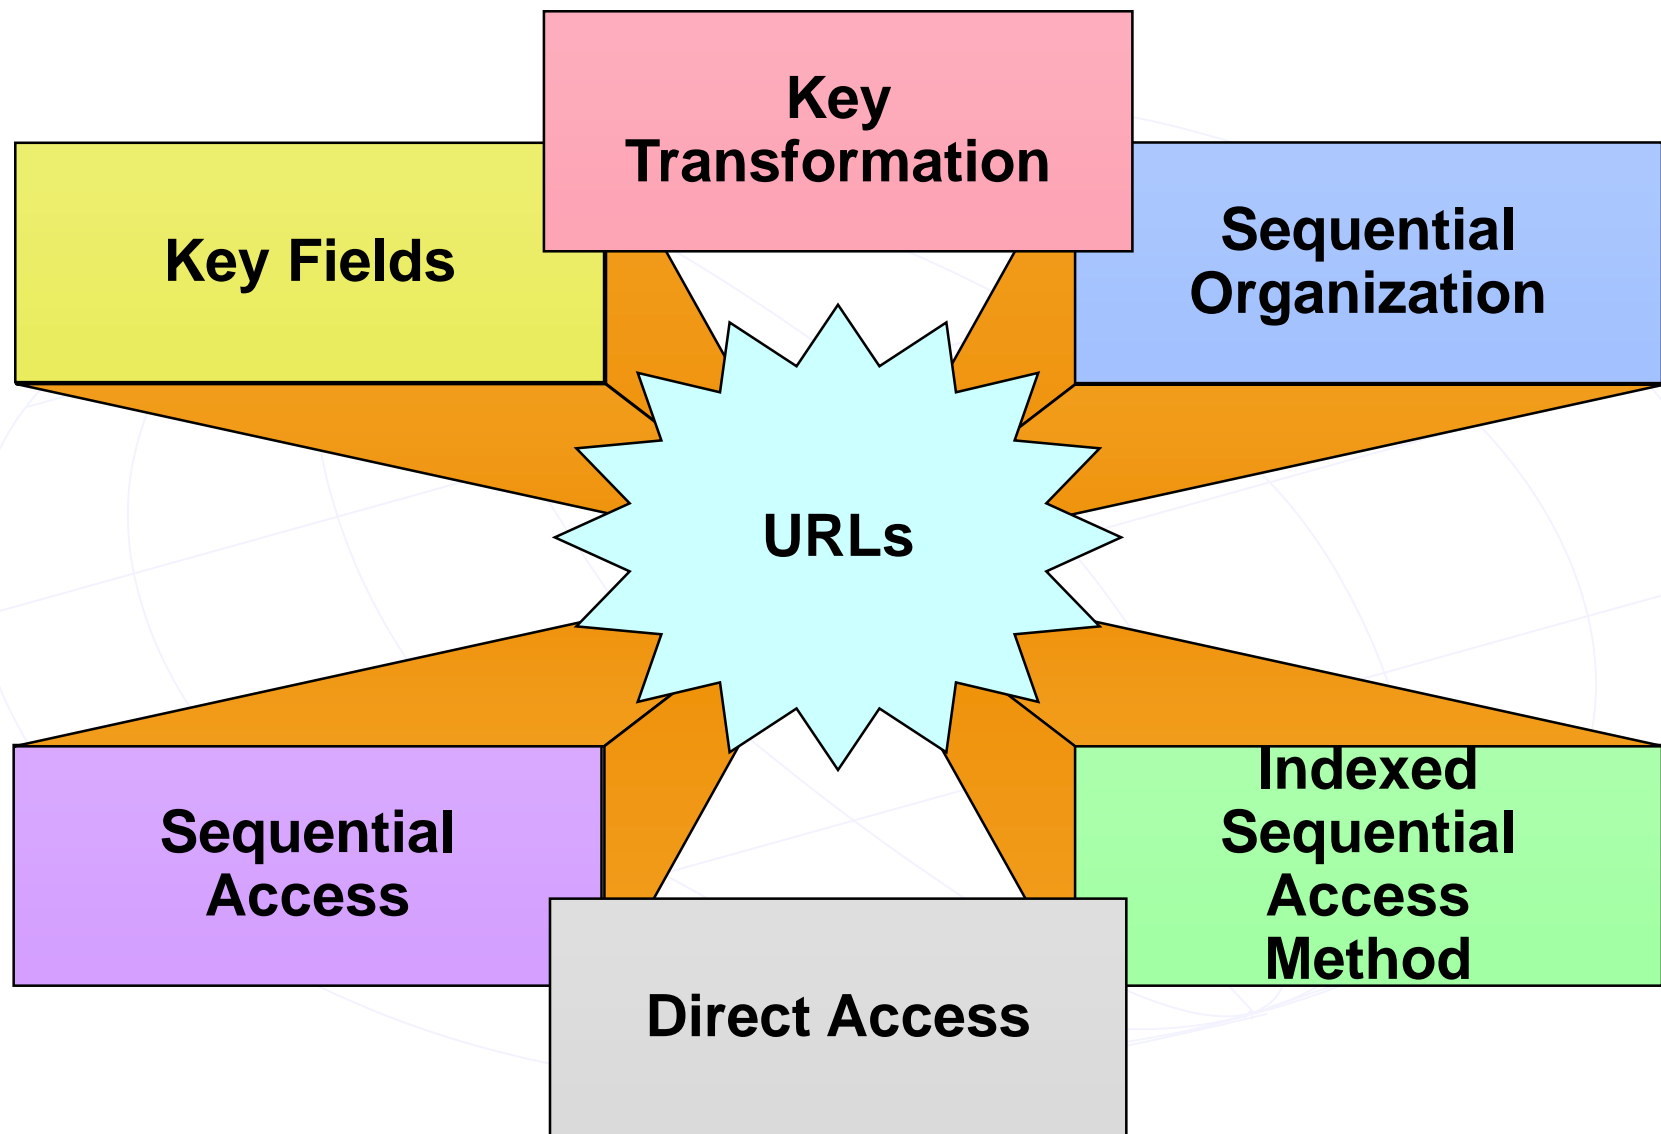 Key
Transformation
Key Fields
Sequential
Organization
URLs
Sequential
Access
Indexed
Sequential
Access
Method
Direct Access